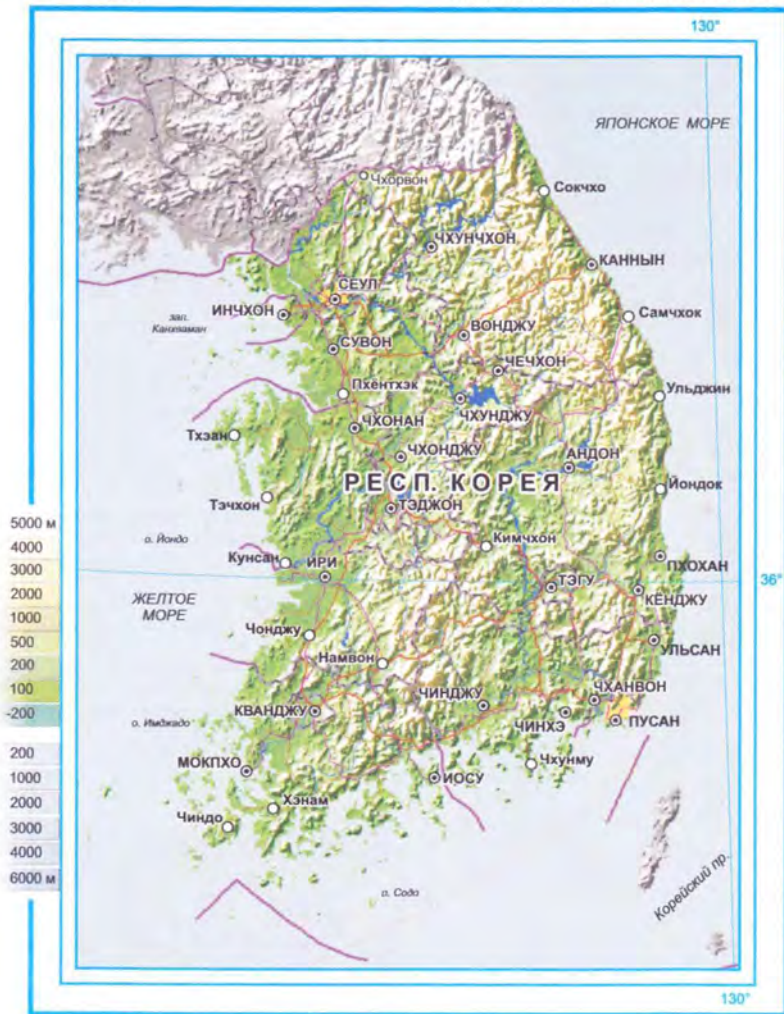 130°
ЯПОНСКОЕ МОРЕ
Чхорвон
Сокчхо
ЧХУНЧХОН
КАННЫН
СЕУЛ
ИНЧХОН
зал.
Канхваман
Самчхок
ВОНДЖУ
СУВОН
ЧЕЧХОН
Пхёнтхэк
Ульджин
ЧХУНДЖУ
ЧХОНАН
Тхэан
ЧХОНДЖУ
АНДОН
РЕСП. КОРЕЯ
Йондок
Тэчхон
ТЭДЖОН
5000 м
4000
3000
2000
1000
500
200
100
-200
200
1000
2000
3000
4000
6000 м
о. Йондо
Кимчхон
Кунсан
ПХОХАН
ИРИ
36°
ТЭГУ
КЁНДЖУ
ЖЕЛТОЕ
МОРЕ
Чонджу
УЛЬСАН
Намвон
ЧХАНВОН
ЧИНДЖУ
КВАНДЖУ
ЧИНХЭ
ПУСАН
о. Имджадо
МОКПХО
Чхунму
ИОСУ
Хэнам
Чиндо
о. Содо
Корейский пр.
130°